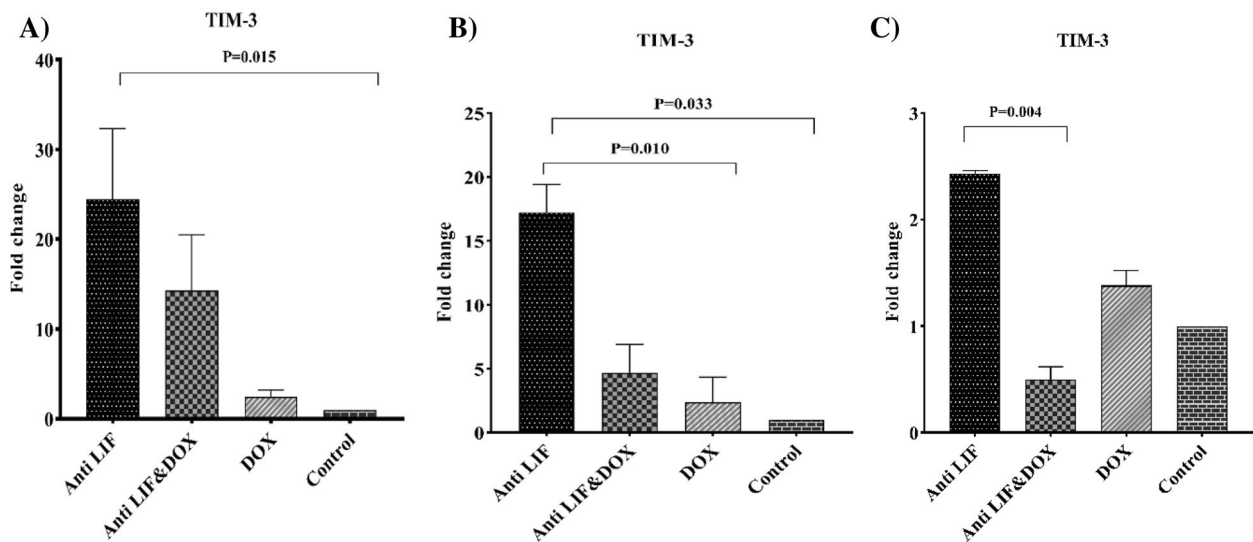 A)
TIM-3
P=0.015
Fold change
40
30
20
10
0
Anti LIF
Anti LIF&DOX
DOX
Control
B)
TIM-3
P=0.033
P=0.010
Fold change
25
20
15
10
5
0
Anti LIF
Anti LIF&DOX
DOX
Control
C)
TIM-3
P=0.004
Fold change
3
2
1
0
Anti LIF
Anti LIF&DOX
DOX
Control